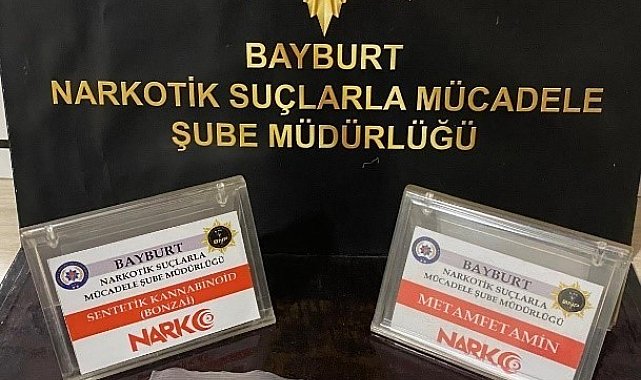 BAYBURT
NARKOTİK SUÇLARLA MÜCADELE
ŞUBE MÜDÜRLÜĞÜ
BAYBURT
NARKOTİK SUÇLARLA
MÜCADELE ŞUBE MÜDÜRLÜĞÜ
SENTETİK KANNABİNOİD
(BONZAİ)
NARKO
BAYBURT
NARKOTİK SUÇLARLA
MÜCADELE ŞUBE MÜDÜRLÜĞÜ
METAMFETAMİN
NARKO